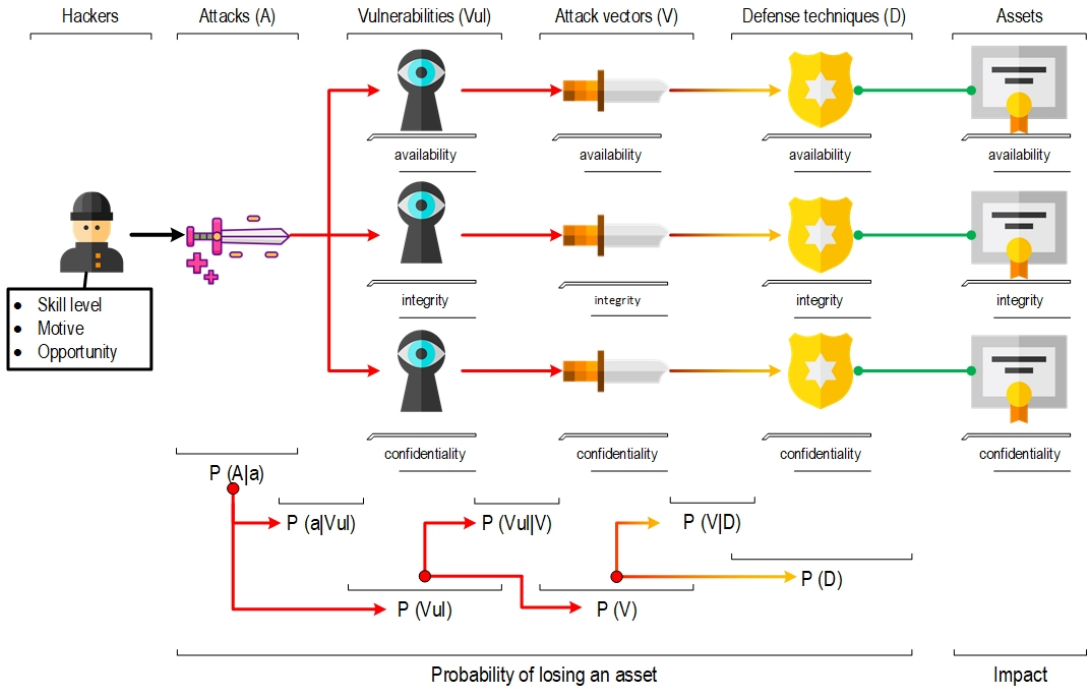 Hackers
Attacks (A)
Vulnerabilities (Vul)
Attack vectors (V)
Defense techniques (D)
Assets
availability
availability
availability
availability
integrity
integrity
integrity
integrity
• Skill level
• Motive
• Opportunity
confidentiality
confidentiality
confidentiality
confidentiality
P (A|a)
P (a|Vul)
P (Vul|V)
P (V|D)
P (Vul)
P (V)
P (D)
Probability of losing an asset
Impact